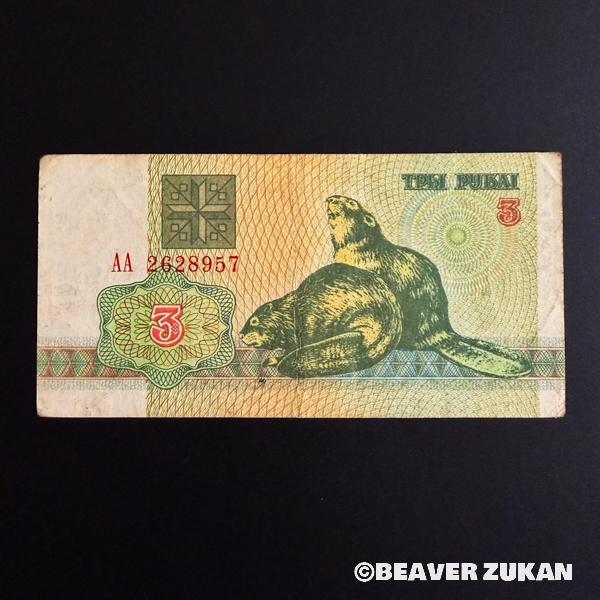 ТРЫ РУБЛІ
3
АА 2628957
3
©BEAVER ZUKAN